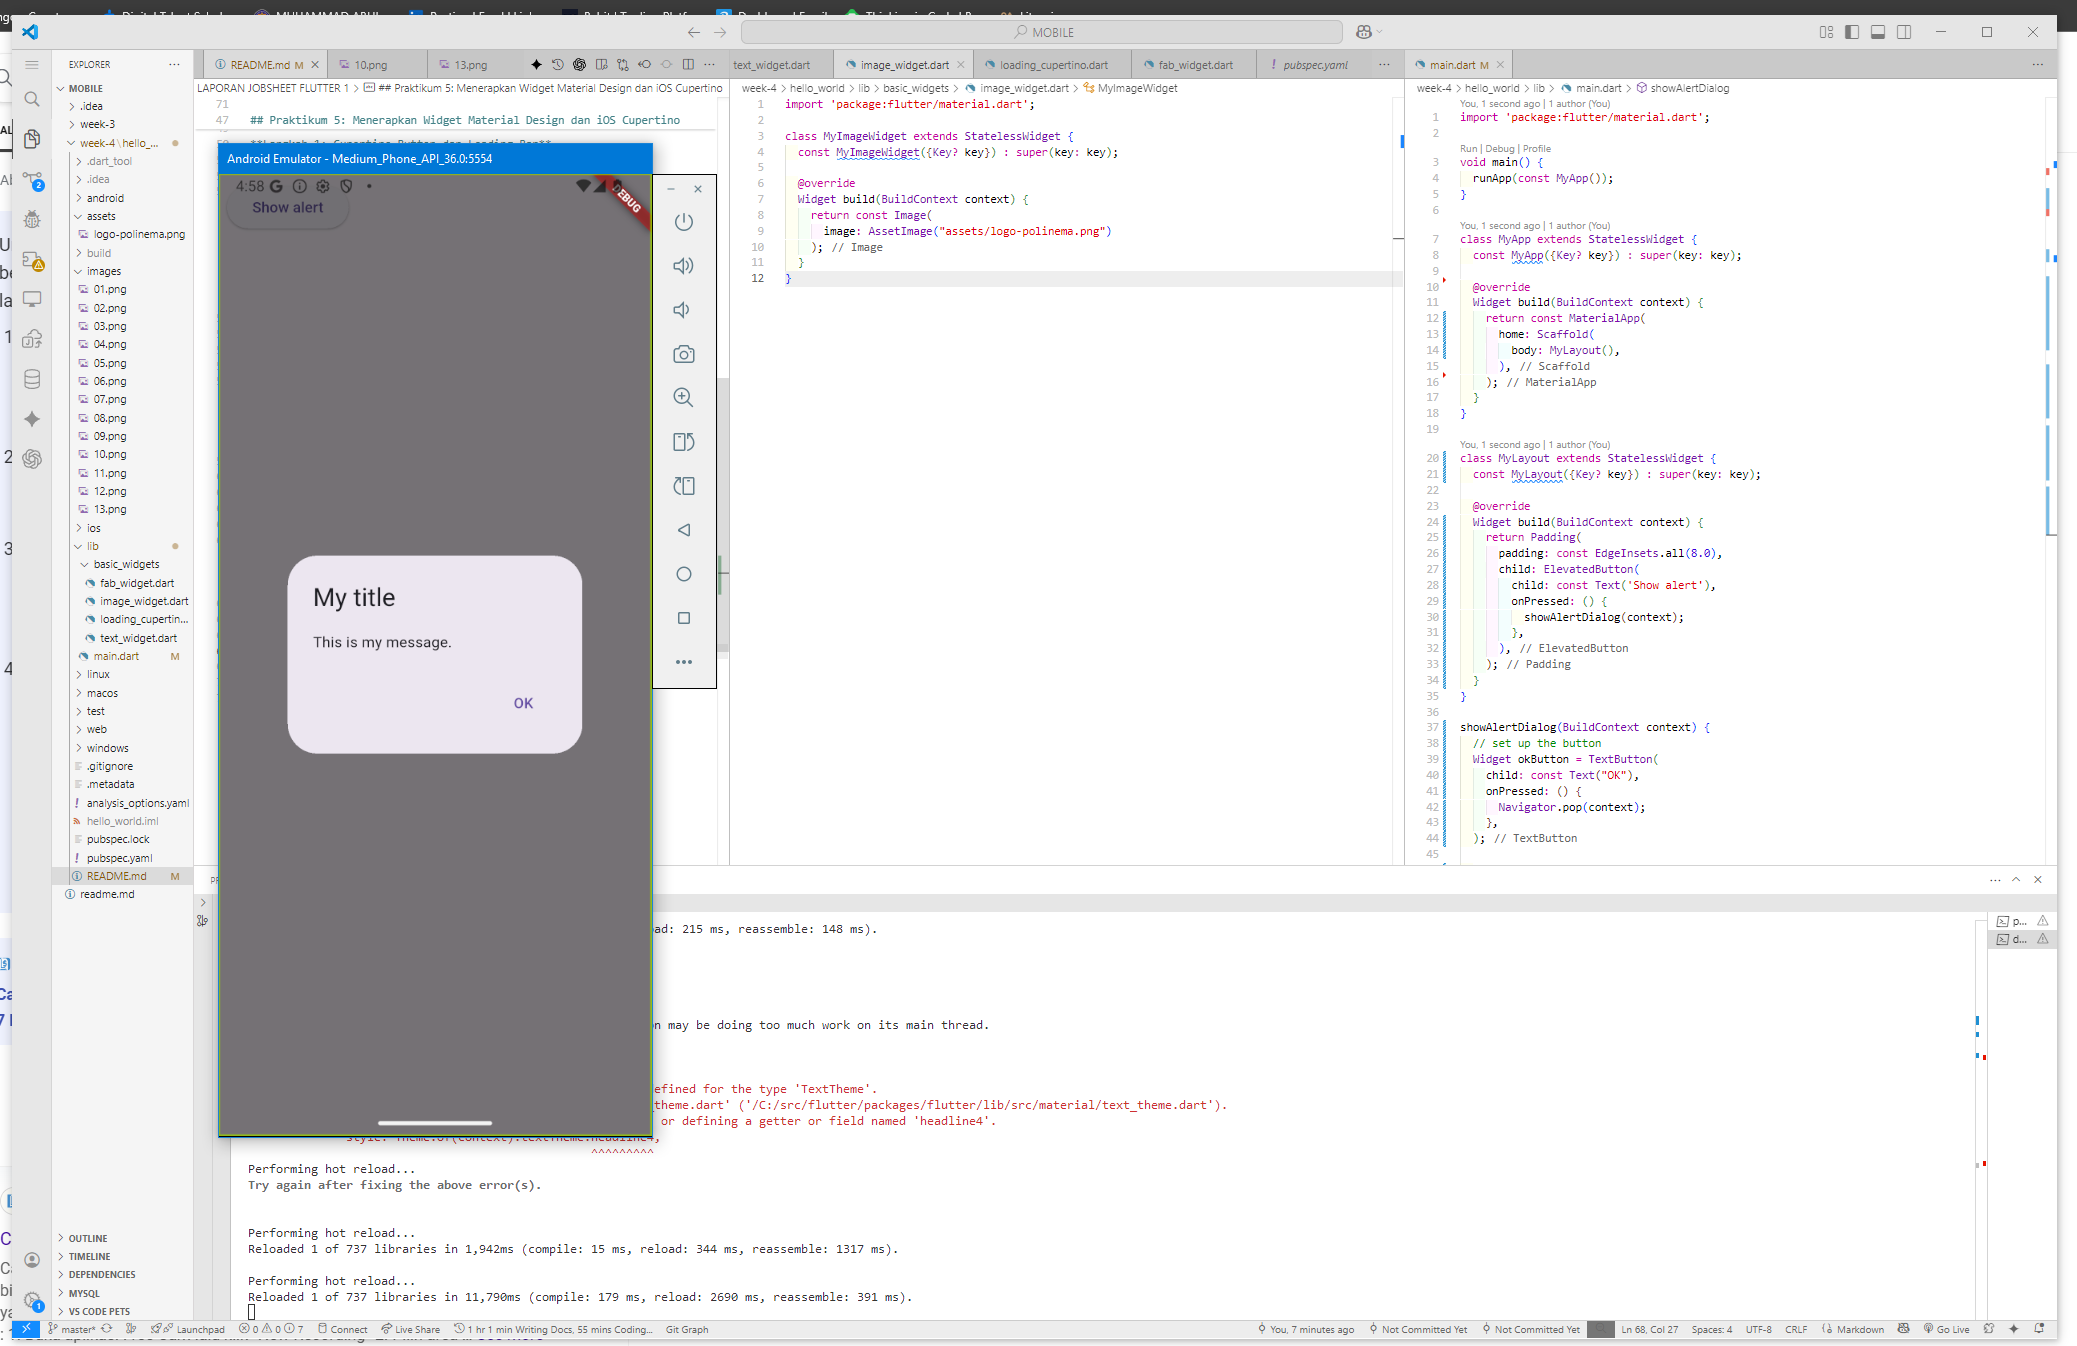 MOBILE
EXPLORER
MOBILE
.idea
week-3
week-4\hello_...
.dart_tool
.idea
android
assets
logo-polinema.png
build
images
01.png
02.png
03.png
04.png
05.png
06.png
07.png
08.png
09.png
10.png
11.png
12.png
13.png
ios
lib
basic_widgets
fab_widget.dart
image_widget.dart
loading_cupertin...
text_widget.dart
main.dart M
linux
macos
test
web
windows
.gitignore
.metadata
analysis_options.yaml
hello_world.iml
pubspec.lock
pubspec.yaml
README.md M
readme.md
OUTLINE
TIMELINE
DEPENDENCIES
MYSQL
VS CODE PETS
README.md M
10.png
13.png
LAPORAN JOBSHEET FLUTTER 1 > ## Praktikum 5: Menerapkan Widget Material Design dan iOS Cupertino
71
47 ## Praktikum 5: Menerapkan Widget Material Design dan iOS Cupertino
Android Emulator - Medium_Phone_API_36.0:5554
4:58
DEBUG
Show alert
My title
This is my message.
OK
text_widget.dart
image_widget.dart
loading_cupertino.dart
fab_widget.dart
pubspec.yaml
week-4 > hello_world > lib > basic_widgets > image_widget.dart > MyImageWidget
1 import 'package:flutter/material.dart';
2
3 class MyImageWidget extends StatelessWidget {
4 const MyImageWidget({Key? key}) : super(key: key);
5
6 @override
7 Widget build(BuildContext context) {
8 return const Image(
9 image: AssetImage("assets/logo-polinema.png")
10 ); // Image
11 }
12 }
main.dart M
week-4 > hello_world > lib > main.dart > showAlertDialog
You, 1 second ago | 1 author (You)
1 import 'package:flutter/material.dart';
2
Run | Debug | Profile
3 void main() {
4 runApp(const MyApp());
5 }
6
You, 1 second ago | 1 author (You)
7 class MyApp extends StatelessWidget {
8 const MyApp({Key? key}) : super(key: key);
9
10 @override
11 Widget build(BuildContext context) {
12 return const MaterialApp(
13 home: Scaffold(
14 body: MyLayout(),
15 ), // Scaffold
16 ); // MaterialApp
17 }
18 }
19
You, 1 second ago | 1 author (You)
20 class MyLayout extends StatelessWidget {
21 const MyLayout({Key? key}) : super(key: key);
22
23 @override
24 Widget build(BuildContext context) {
25 return Padding(
26 padding: const EdgeInsets.all(8.0),
27 child: ElevatedButton(
28 child: const Text('Show alert'),
29 onPressed: () {
30 showAlertDialog(context);
31 },
32 ), // ElevatedButton
33 ); // Padding
34 }
35 }
36
37 showAlertDialog(BuildContext context) {
38 // set up the button
39 Widget okButton = TextButton(
40 child: const Text("OK"),
41 onPressed: () {
42 Navigator.pop(context);
43 },
44 ); // TextButton
45
ad: 215 ms, reassemble: 148 ms).
n may be doing too much work on its main thread.
efined for the type 'TextTheme'.
theme.dart' ('/C:/src/flutter/packages/flutter/lib/src/material/text_theme.dart').
or defining a getter or field named 'headline4'.
style: Theme.of(context).textTheme.headline4,
^^^^^^^^^
Performing hot reload...
Try again after fixing the above error(s).
Performing hot reload...
Reloaded 1 of 737 libraries in 1,942ms (compile: 15 ms, reload: 344 ms, reassemble: 1317 ms).
Performing hot reload...
Reloaded 1 of 737 libraries in 11,790ms (compile: 179 ms, reload: 2690 ms, reassemble: 391 ms).
p...
d...
master* Launchpad 0 0 7 Connect Live Share 1 hr 1 min Writing Docs, 55 mins Coding... Git Graph You, 7 minutes ago Not Committed Yet Not Committed Yet Ln 68, Col 27 Spaces: 4 UTF-8 CRLF Markdown Go Live